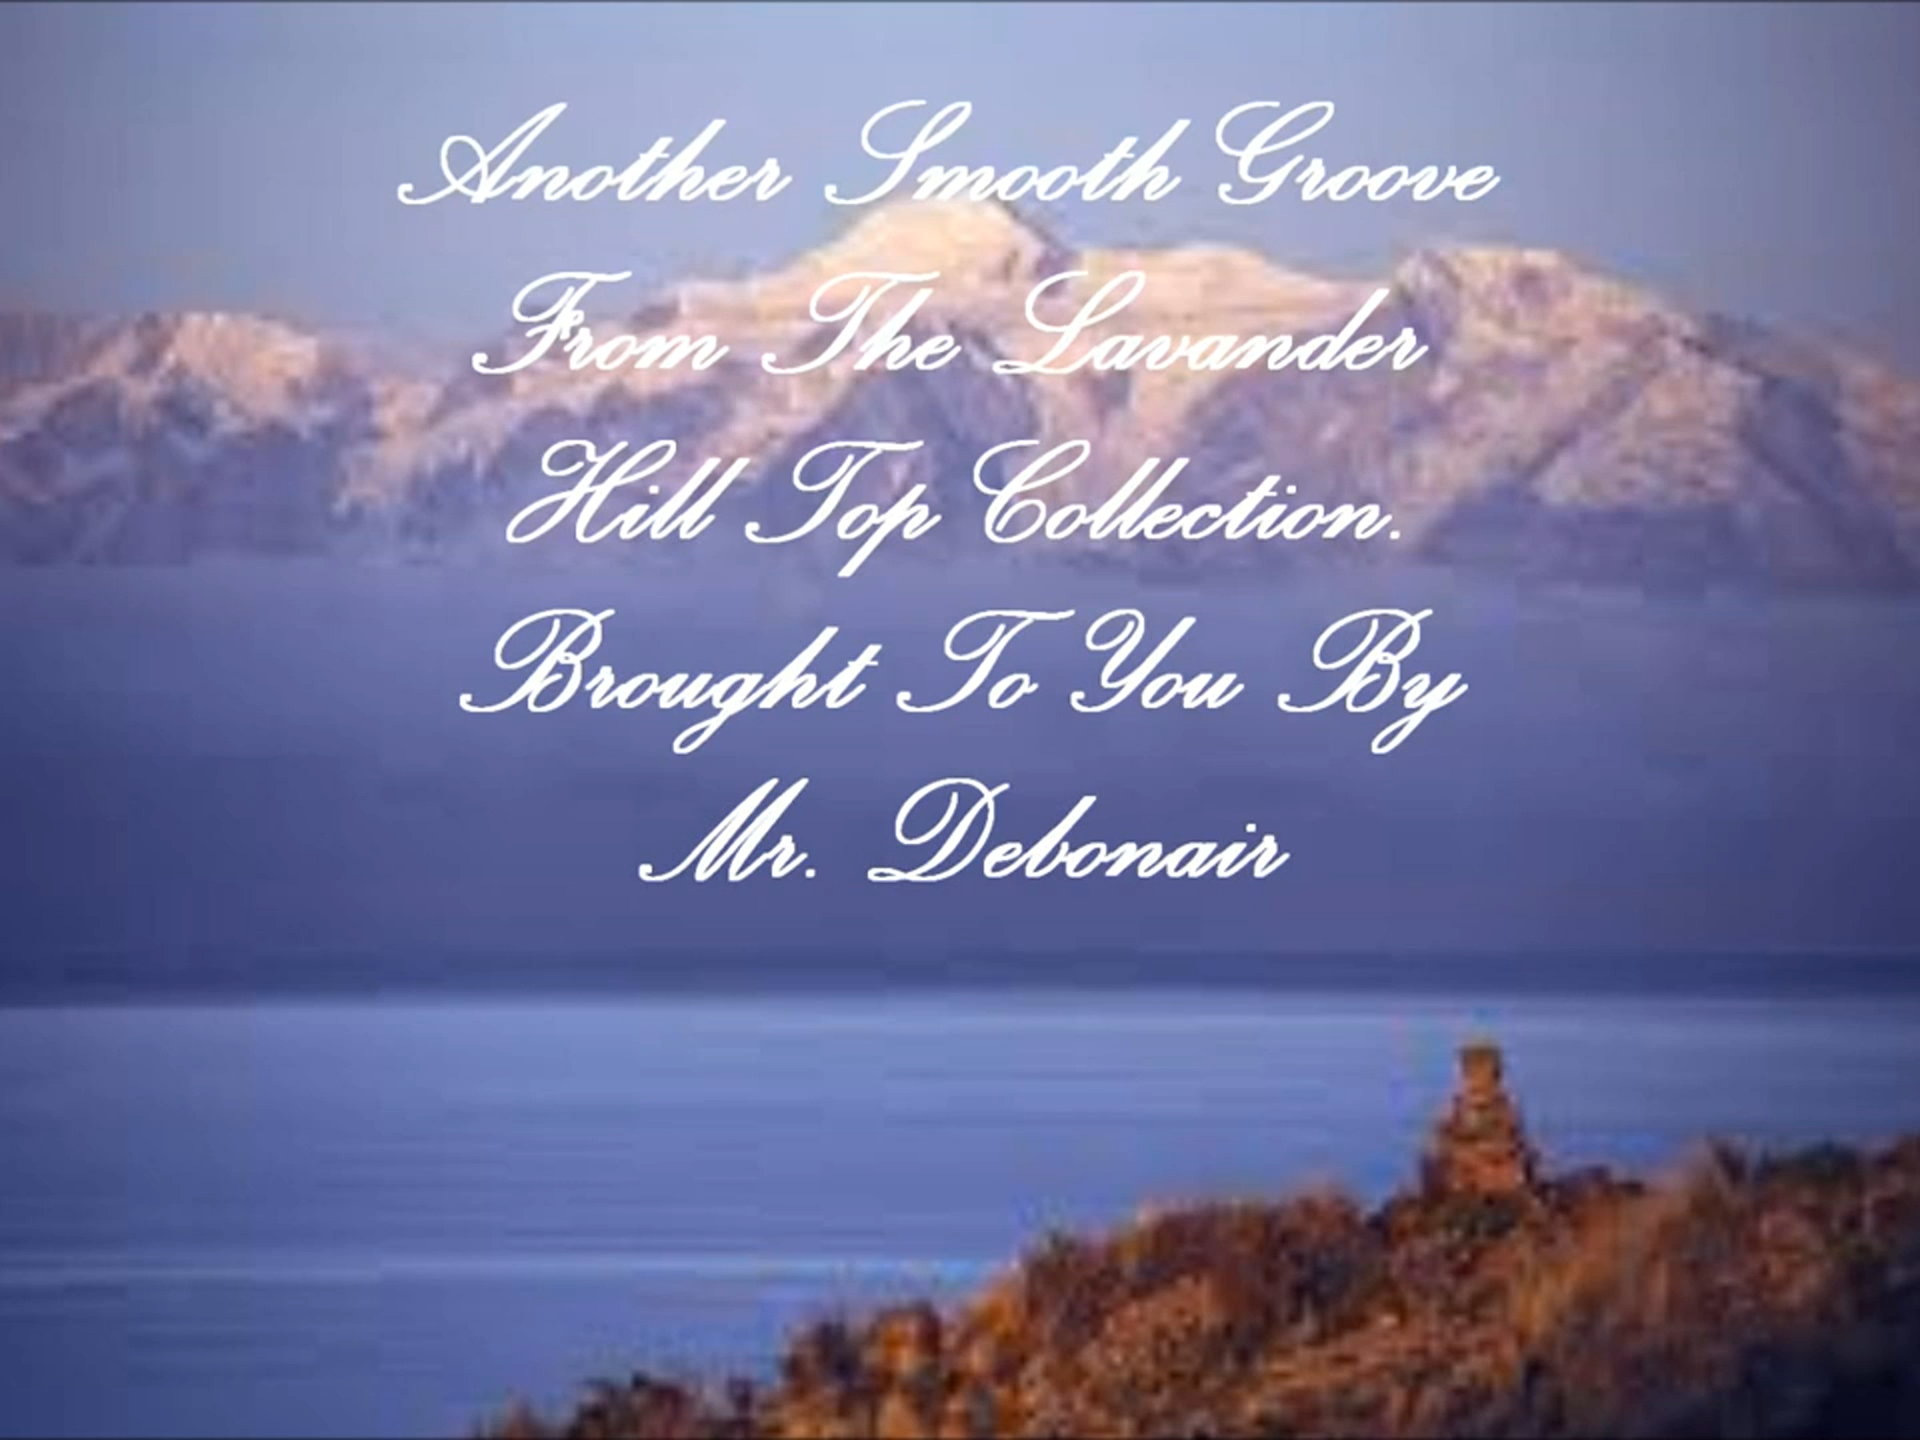 Another Smooth Groove
From The Lavander
Hill Top Collection.
Brought To You By
Mr. Debonair